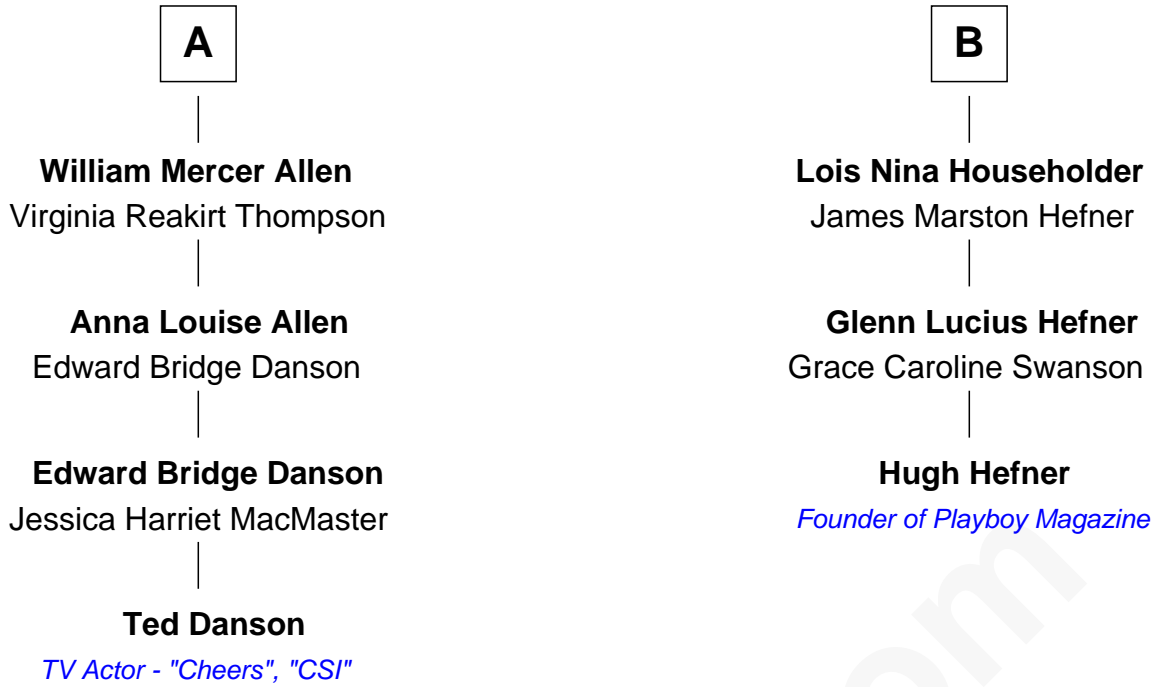 A
William Mercer Allen
Virginia Reakirt Thompson
Anna Louise Allen
Edward Bridge Danson
Edward Bridge Danson
Jessica Harriet MacMaster
Ted Danson
TV Actor - "Cheers", "CSI"
B
Lois Nina Householder
James Marston Hefner
Glenn Lucius Hefner
Grace Caroline Swanson
Hugh Hefner
Founder of Playboy Magazine
om